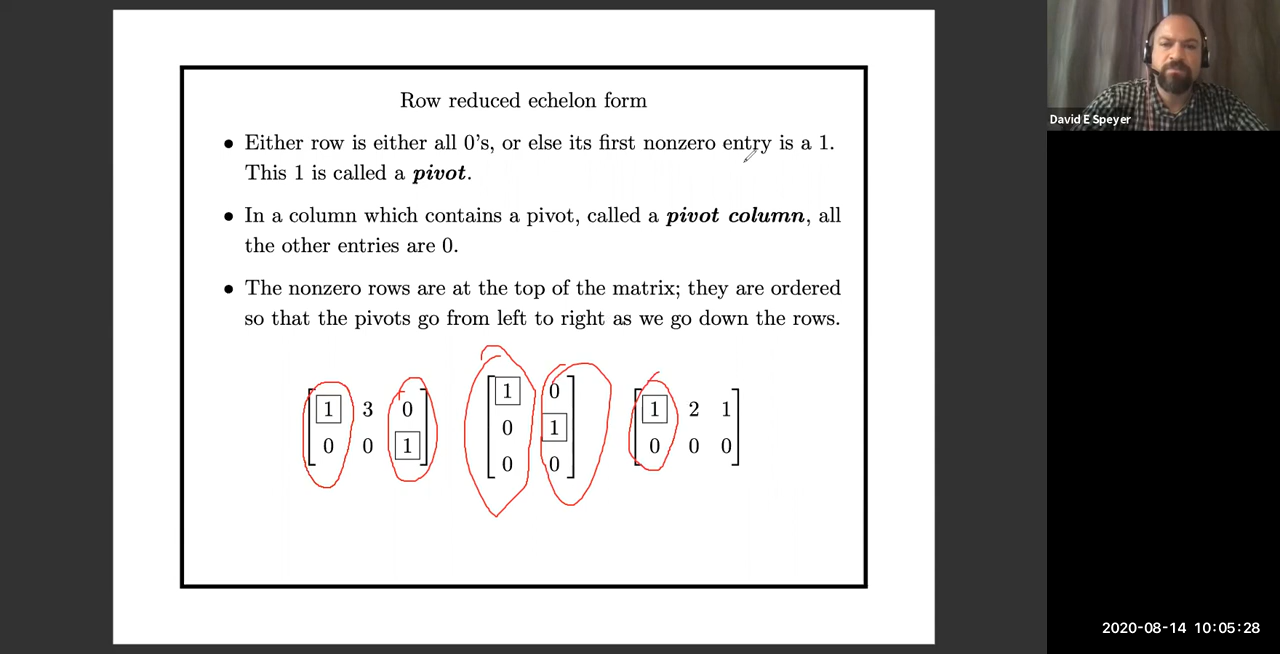 Row reduced echelon form
• Either row is either all 0's, or else its first nonzero entry is a 1.
This 1 is called a pivot.
• In a column which contains a pivot, called a pivot column, all
the other entries are 0.
• The nonzero rows are at the top of the matrix; they are ordered
so that the pivots go from left to right as we go down the rows.
1 3 0
0 0 1
1 0
0 1
0 0
1 2 1
0 0 0
David E Speyer
2020-08-14 10:05:28